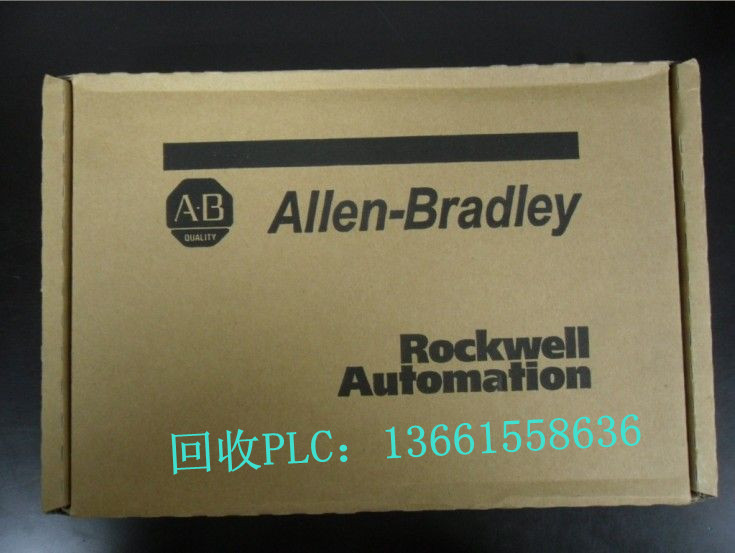 A·B
QUALITY
Allen-Bradley
Rockwell
Automation
回收PLC：13661558636